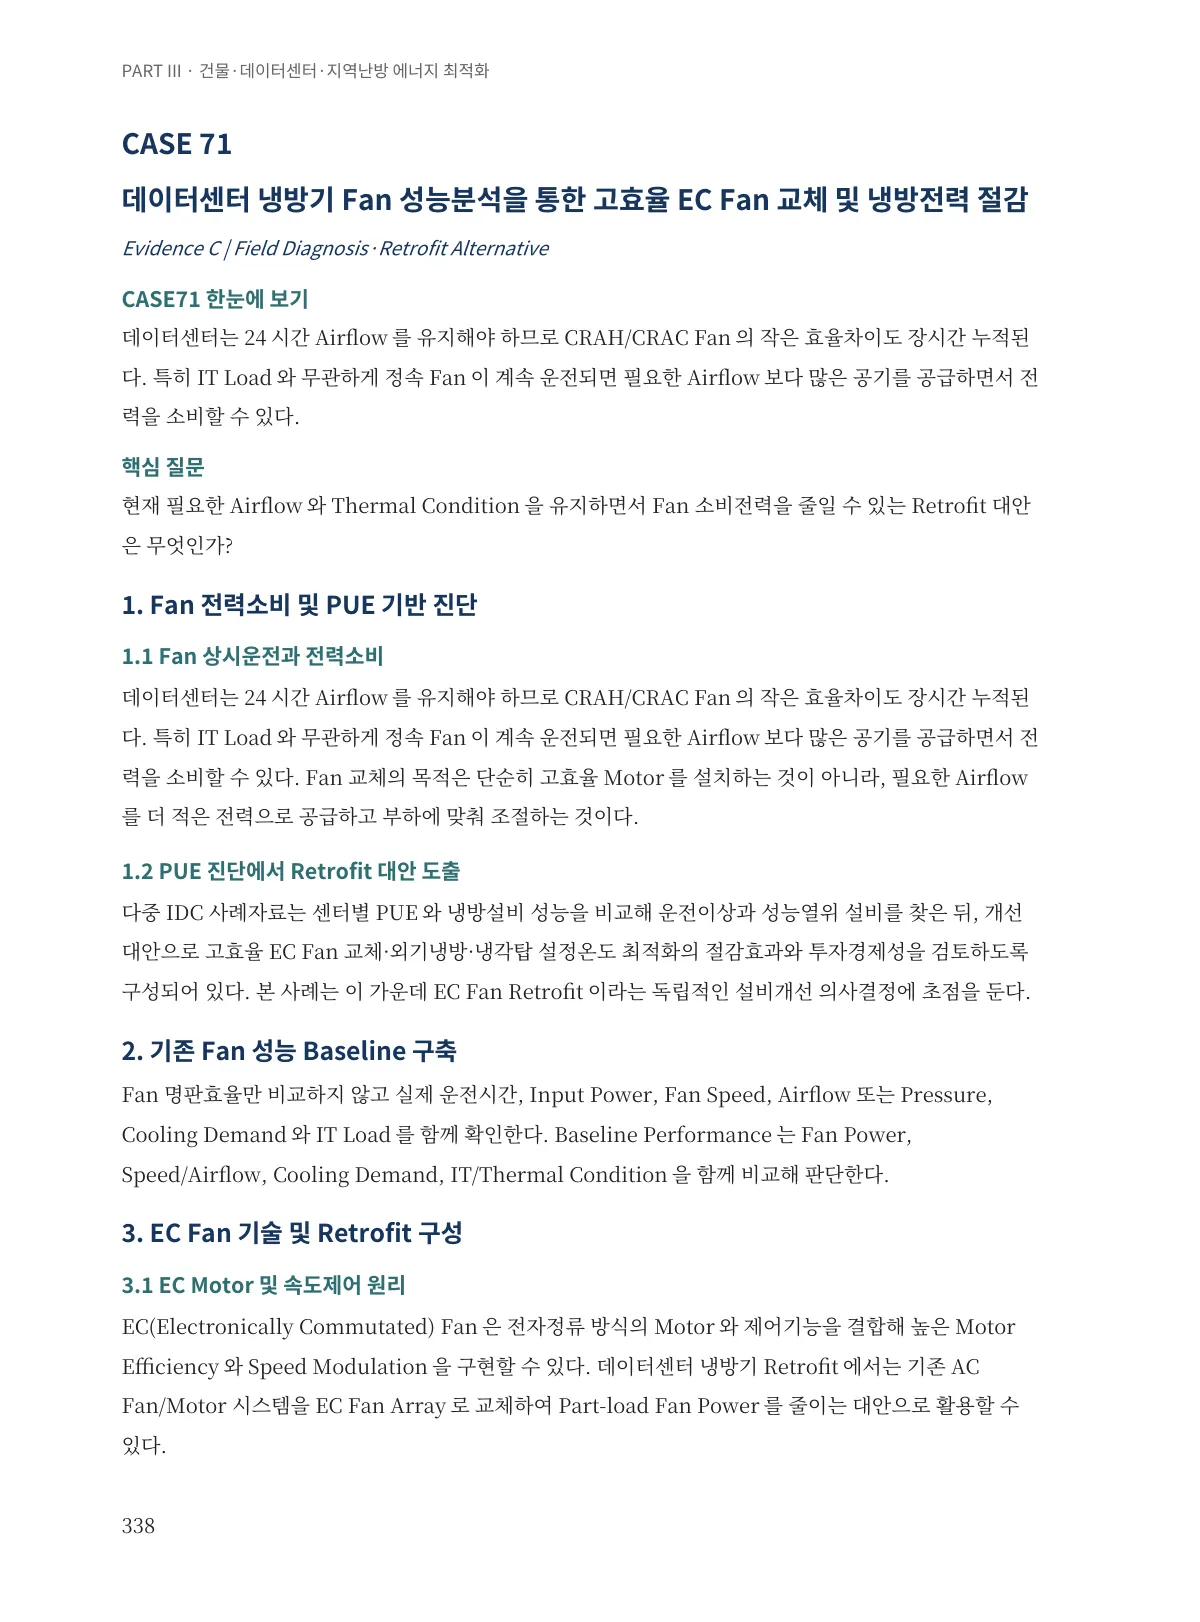 PART III · 건물·데이터센터·지역난방 에너지 최적화
CASE 71
데이터센터 냉방기 Fan 성능분석을 통한 고효율 EC Fan 교체 및 냉방전력 절감
Evidence C | Field Diagnosis·Retrofit Alternative
CASE71 한눈에 보기
데이터센터는 24 시간 Airflow 를 유지해야 하므로 CRAH/CRAC Fan 의 작은 효율차이도 장시간 누적된
다. 특히 IT Load 와 무관하게 정속 Fan 이 계속 운전되면 필요한 Airflow 보다 많은 공기를 공급하면서 전
력을 소비할 수 있다.
핵심 질문
현재 필요한 Airflow 와 Thermal Condition 을 유지하면서 Fan 소비전력을 줄일 수 있는 Retrofit 대안
은 무엇인가?
1. Fan 전력소비 및 PUE 기반 진단
1.1 Fan 상시운전과 전력소비
데이터센터는 24 시간 Airflow 를 유지해야 하므로 CRAH/CRAC Fan 의 작은 효율차이도 장시간 누적된
다. 특히 IT Load 와 무관하게 정속 Fan 이 계속 운전되면 필요한 Airflow 보다 많은 공기를 공급하면서 전
력을 소비할 수 있다. Fan 교체의 목적은 단순히 고효율 Motor 를 설치하는 것이 아니라, 필요한 Airflow
를 더 적은 전력으로 공급하고 부하에 맞춰 조절하는 것이다.
1.2 PUE 진단에서 Retrofit 대안 도출
다중 IDC 사례자료는 센터별 PUE 와 냉방설비 성능을 비교해 운전이상과 성능열위 설비를 찾은 뒤, 개선
대안으로 고효율 EC Fan 교체·외기냉방·냉각탑 설정온도 최적화의 절감효과와 투자경제성을 검토하도록
구성되어 있다. 본 사례는 이 가운데 EC Fan Retrofit 이라는 독립적인 설비개선 의사결정에 초점을 둔다.
2. 기존 Fan 성능 Baseline 구축
Fan 명판효율만 비교하지 않고 실제 운전시간, Input Power, Fan Speed, Airflow 또는 Pressure,
Cooling Demand 와 IT Load 를 함께 확인한다. Baseline Performance 는 Fan Power,
Speed/Airflow, Cooling Demand, IT/Thermal Condition 을 함께 비교해 판단한다.
3. EC Fan 기술 및 Retrofit 구성
3.1 EC Motor 및 속도제어 원리
EC(Electronically Commutated) Fan 은 전자정류 방식의 Motor 와 제어기능을 결합해 높은 Motor
Efficiency 와 Speed Modulation 을 구현할 수 있다. 데이터센터 냉방기 Retrofit 에서는 기존 AC
Fan/Motor 시스템을 EC Fan Array 로 교체하여 Part-load Fan Power 를 줄이는 대안으로 활용할 수
있다.
338